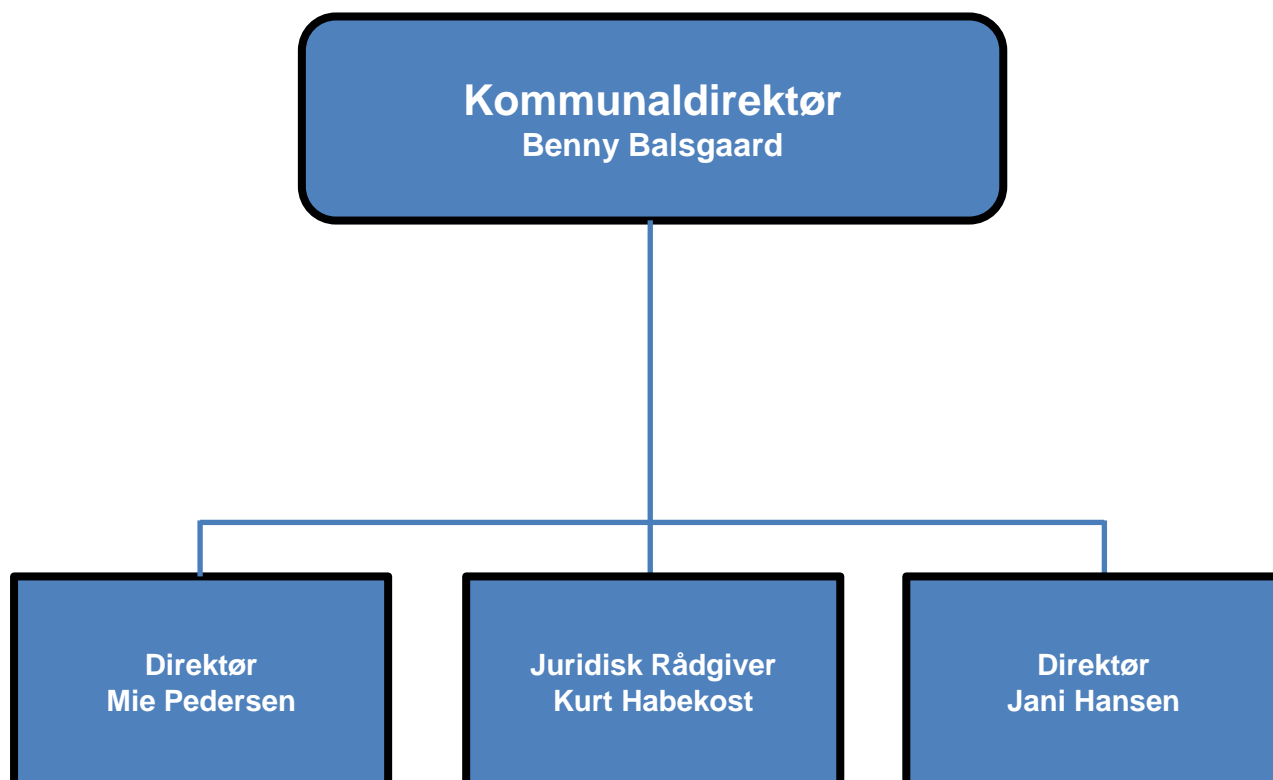 Kommunaldirektør
Benny Balsgaard
Direktør
Mie Pedersen
Juridisk Rådgiver
Kurt Habekost
Direktør
Jani Hansen